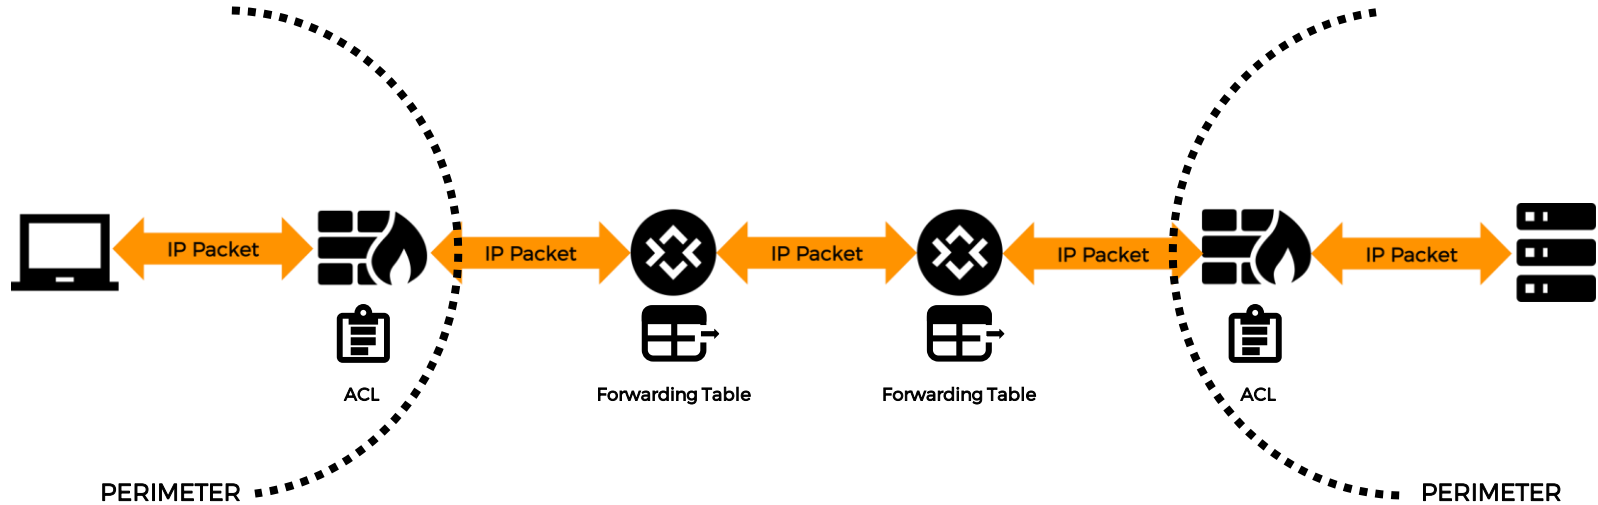 IP Packet
IP Packet
IP Packet
IP Packet
IP Packet
ACL
Forwarding Table
Forwarding Table
ACL
PERIMETER
PERIMETER